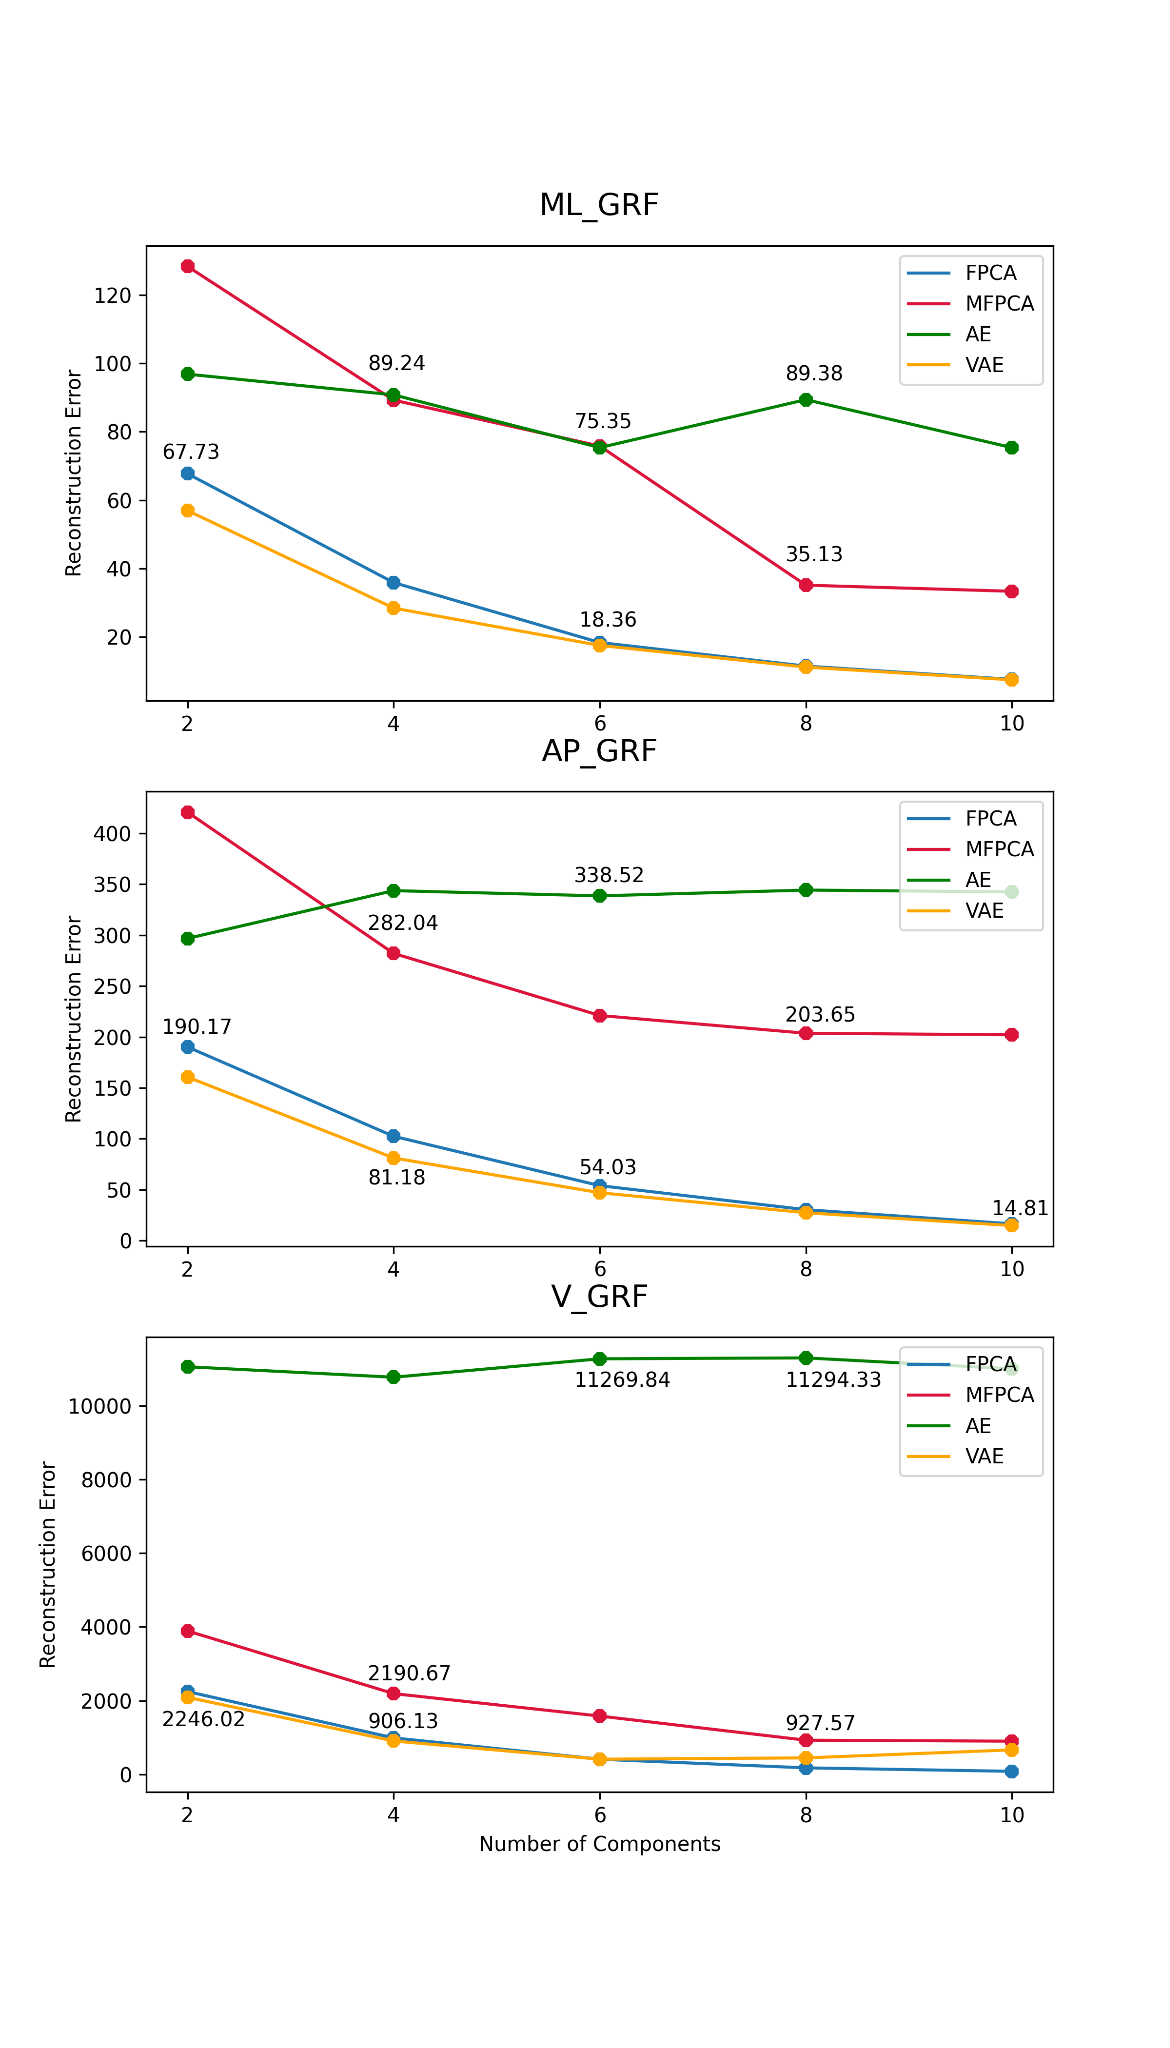 ML_GRF
Reconstruction Error
120
100
80
60
40
20
67.73
89.24
75.35
18.36
89.38
35.13
FPCA
MFPCA
AE
VAE
2 4 6 8 10
AP_GRF
Reconstruction Error
400
350
300
250
200
150
100
50
0
190.17
282.04
81.18
338.52
54.03
203.65
14.81
FPCA
MFPCA
AE
VAE
2 4 6 8 10
V_GRF
Reconstruction Error
10000
8000
6000
4000
2000
0
2246.02
2190.67
906.13
11269.84
11294.33
927.57
FPCA
MFPCA
AE
VAE
2 4 6 8 10
Number of Components